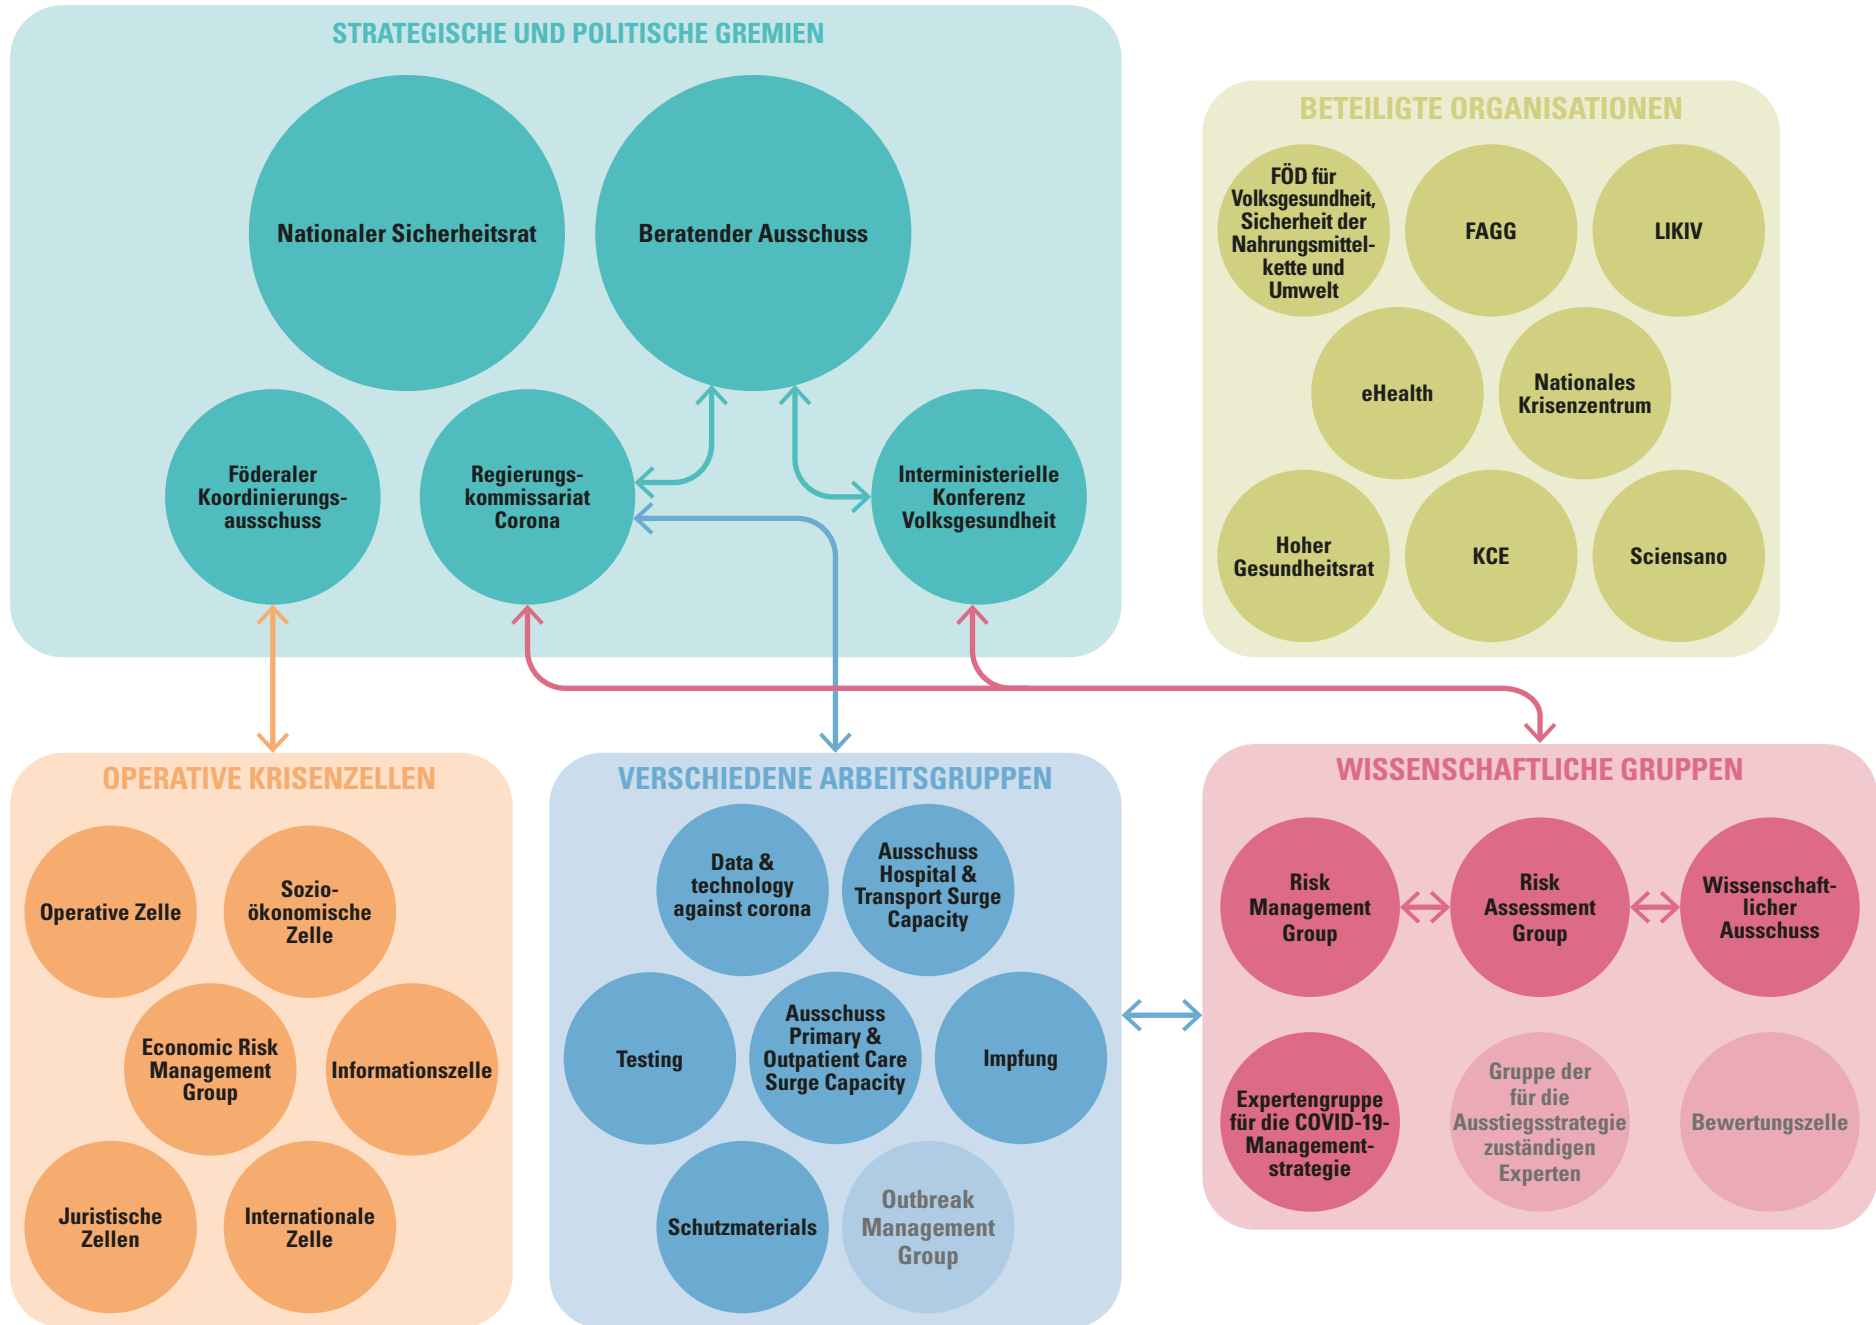 STRATEGISCHE UND POLITISCHE GREMIEN
Nationaler Sicherheitsrat
Beratender Ausschuss
Föderaler
Koordinierungs-
ausschuss
Regierungs-
kommissariat
Corona
Interministerielle
Konferenz
Volksgesundheit
BETEILIGTE ORGANISATIONEN
FÖD für
Volksgesundheit,
Sicherheit der
Nahrungsmittel-
kette und
Umwelt
FAGG
LIKIV
eHealth
Nationales
Krisenzentrum
Hoher
Gesundheitsrat
KCE
Sciensano
OPERATIVE KRISENZELLEN
Operative Zelle
Sozio-
ökonomische
Zelle
Economic Risk
Management
Group
Informationszelle
Juristische
Zellen
Internationale
Zelle
VERSCHIEDENE ARBEITSGRUPPEN
Data &
technology
against corona
Ausschuss
Hospital &
Transport Surge
Capacity
Testing
Ausschuss
Primary &
Outpatient Care
Surge Capacity
Impfung
Schutzmaterials
Outbreak
Management
Group
WISSENSCHAFTLICHE GRUPPEN
Risk
Management
Group
Risk
Assessment
Group
Wissenschaft-
licher
Ausschuss
Expertengruppe
für die COVID-19-
Management-
strategie
Gruppe der
für die
Ausstiegsstrategie
zuständigen
Experten
Bewertungszelle